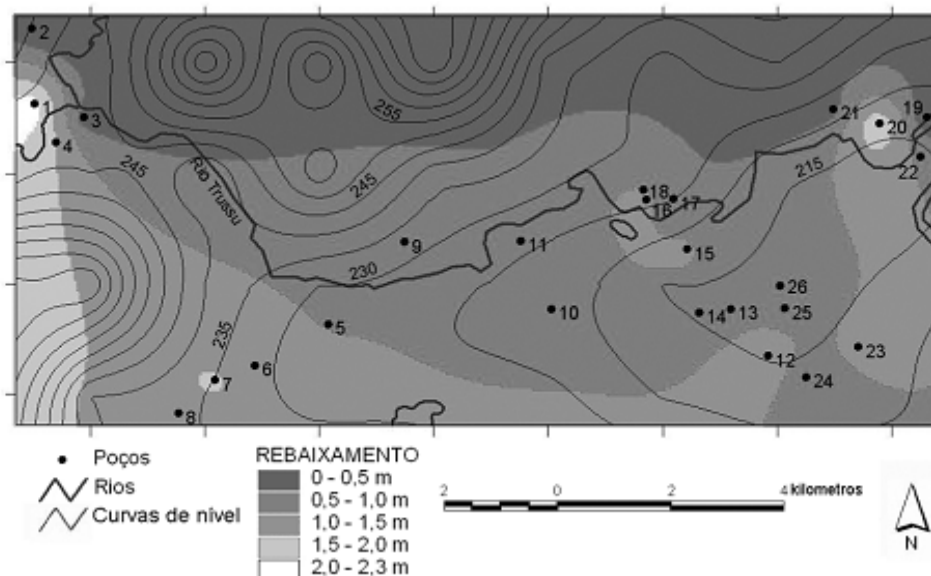 2
1
3
4
255
21
19
20
22
245
245
215
Rio Trussu
18
16
17
9
11
15
230
26
10
14
13
25
5
235
12
23
6
7
24
8
Poços
Rios
Curvas de nível
REBAIXAMENTO
0 - 0,5 m
0,5 - 1,0 m
1,0 - 1,5 m
1,5 - 2,0 m
2,0 - 2,3 m
2 0 2 4 kilometros
N